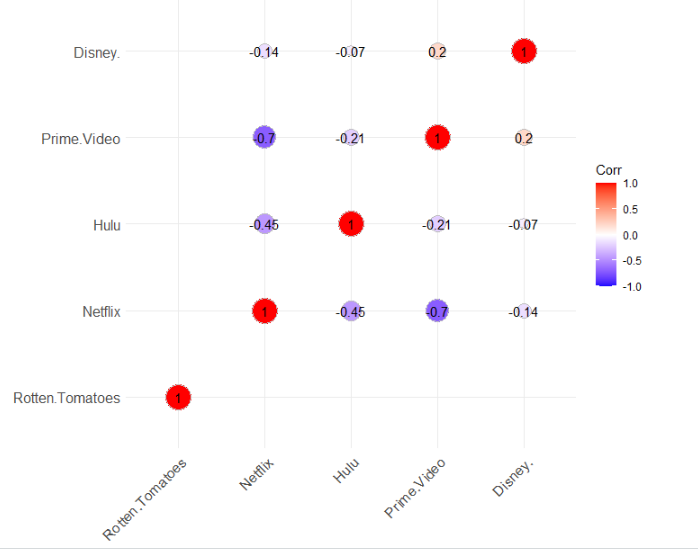 Disney. -0.14 -0.07 0.2 1
Prime.Video -0.7 -0.21 1 0.2
Corr
1.0
0.5
0.0
-0.5
-1.0
Hulu -0.45 1 -0.21 -0.07
Netflix 1 -0.45 -0.7 -0.14
Rotten.Tomatoes 1
Rotten.Tomatoes Netflix Hulu Prime.Video Disney.